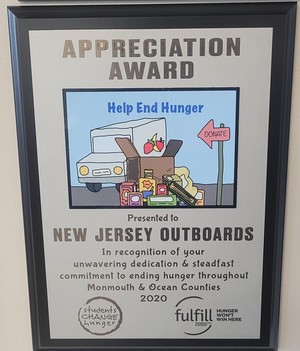 APPRECIATION
AWARD
Help End Hunger
DONATE
Presented to
NEW JERSEY OUTBOARDS
In recognition of your
unwavering dedication & steadfast
commitment to ending hunger throughout
Monmouth & Ocean Counties
2020
students
CHANGE
hunger
fulfill
HUNGER
WON'T
WIN HERE